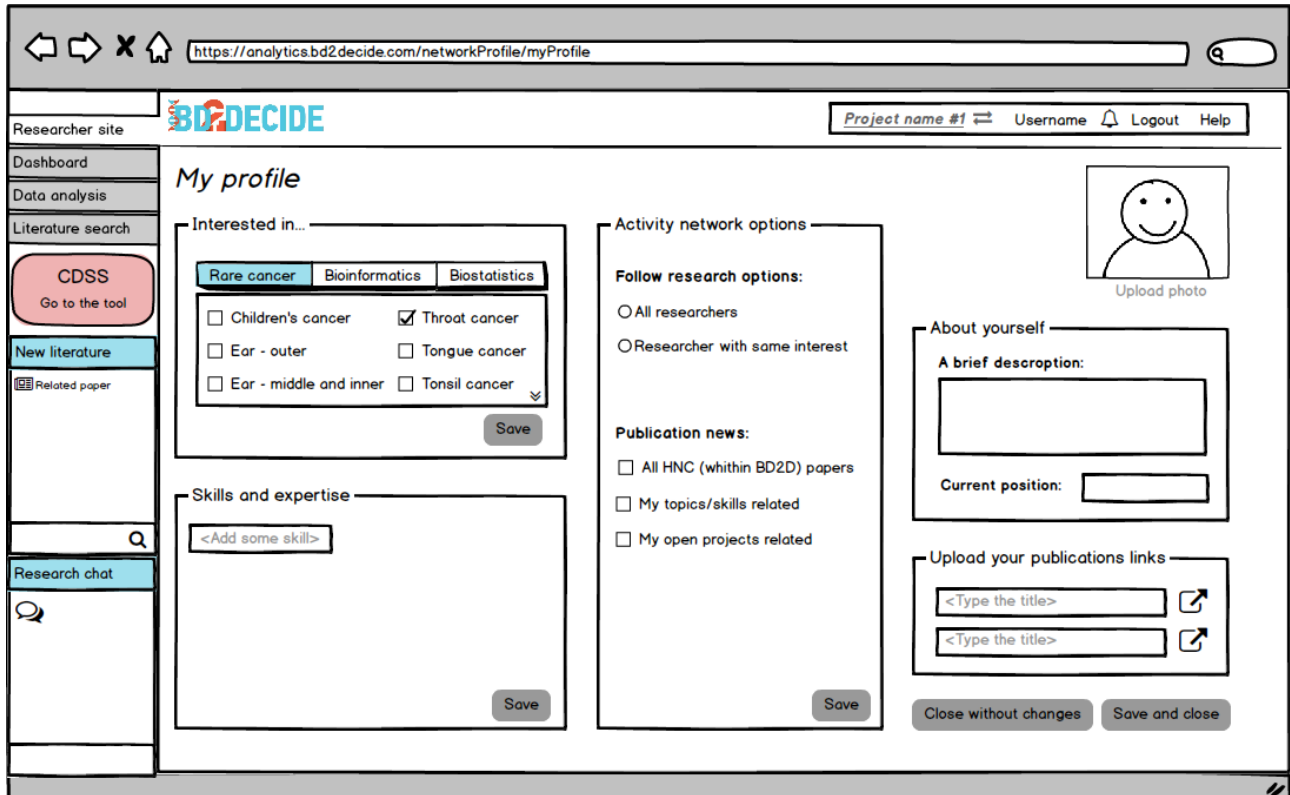 https://analytics.bd2decide.com/networkProfile/myProfile
Researcher site
Dashboard
Data analysis
Literature search
CDSS
Go to the tool
New literature
Related paper
Research chat
BD2DECIDE
Project name #1
Username
Logout
Help
My profile
Interested in...
Rare cancer
Bioinformatics
Biostatistics
Children's cancer
Throat cancer
Ear - outer
Tongue cancer
Ear - middle and inner
Tonsil cancer
Save
Skills and expertise
<Add some skill>
Save
Activity network options
Follow research options:
All researchers
Researcher with same interest
Publication news:
All HNC (whithin BD2D) papers
My topics/skills related
My open projects related
Save
Upload photo
About yourself
A brief descroption:
Current position:
Upload your publications links
<Type the title>
<Type the title>
Close without changes
Save and close